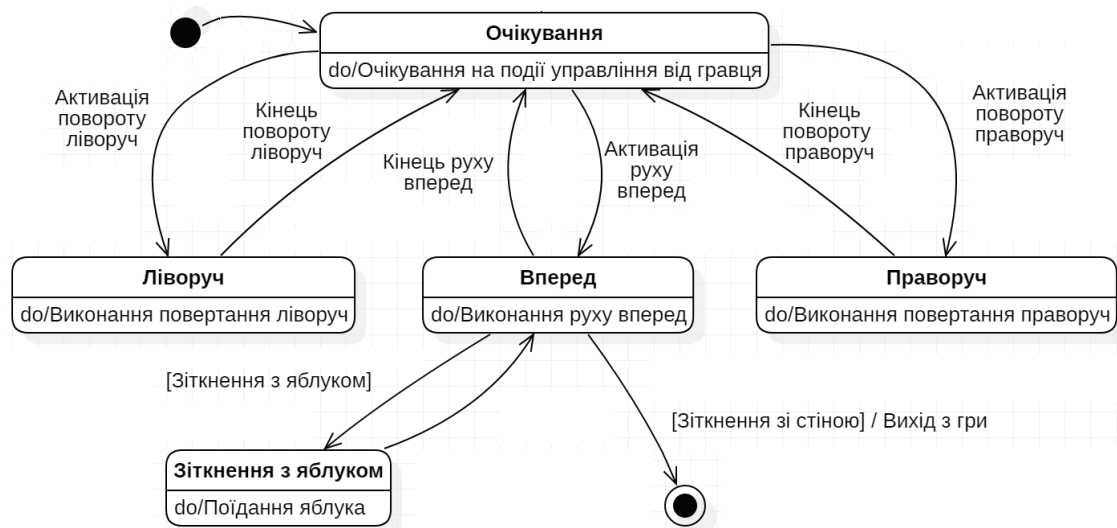 Очікування
do/Очікування на події управління від гравця
Активація
повороту
ліворуч
Кінець
повороту
ліворуч
Кінець руху
вперед
Активація
руху
вперед
Кінець
повороту
праворуч
Активація
повороту
праворуч
Ліворуч
do/Виконання повертання ліворуч
Вперед
do/Виконання руху вперед
Праворуч
do/Виконання повертання праворуч
[Зіткнення з яблуком]
[Зіткнення зі стіною] / Вихід з гри
Зіткнення з яблуком
do/Поїдання яблука